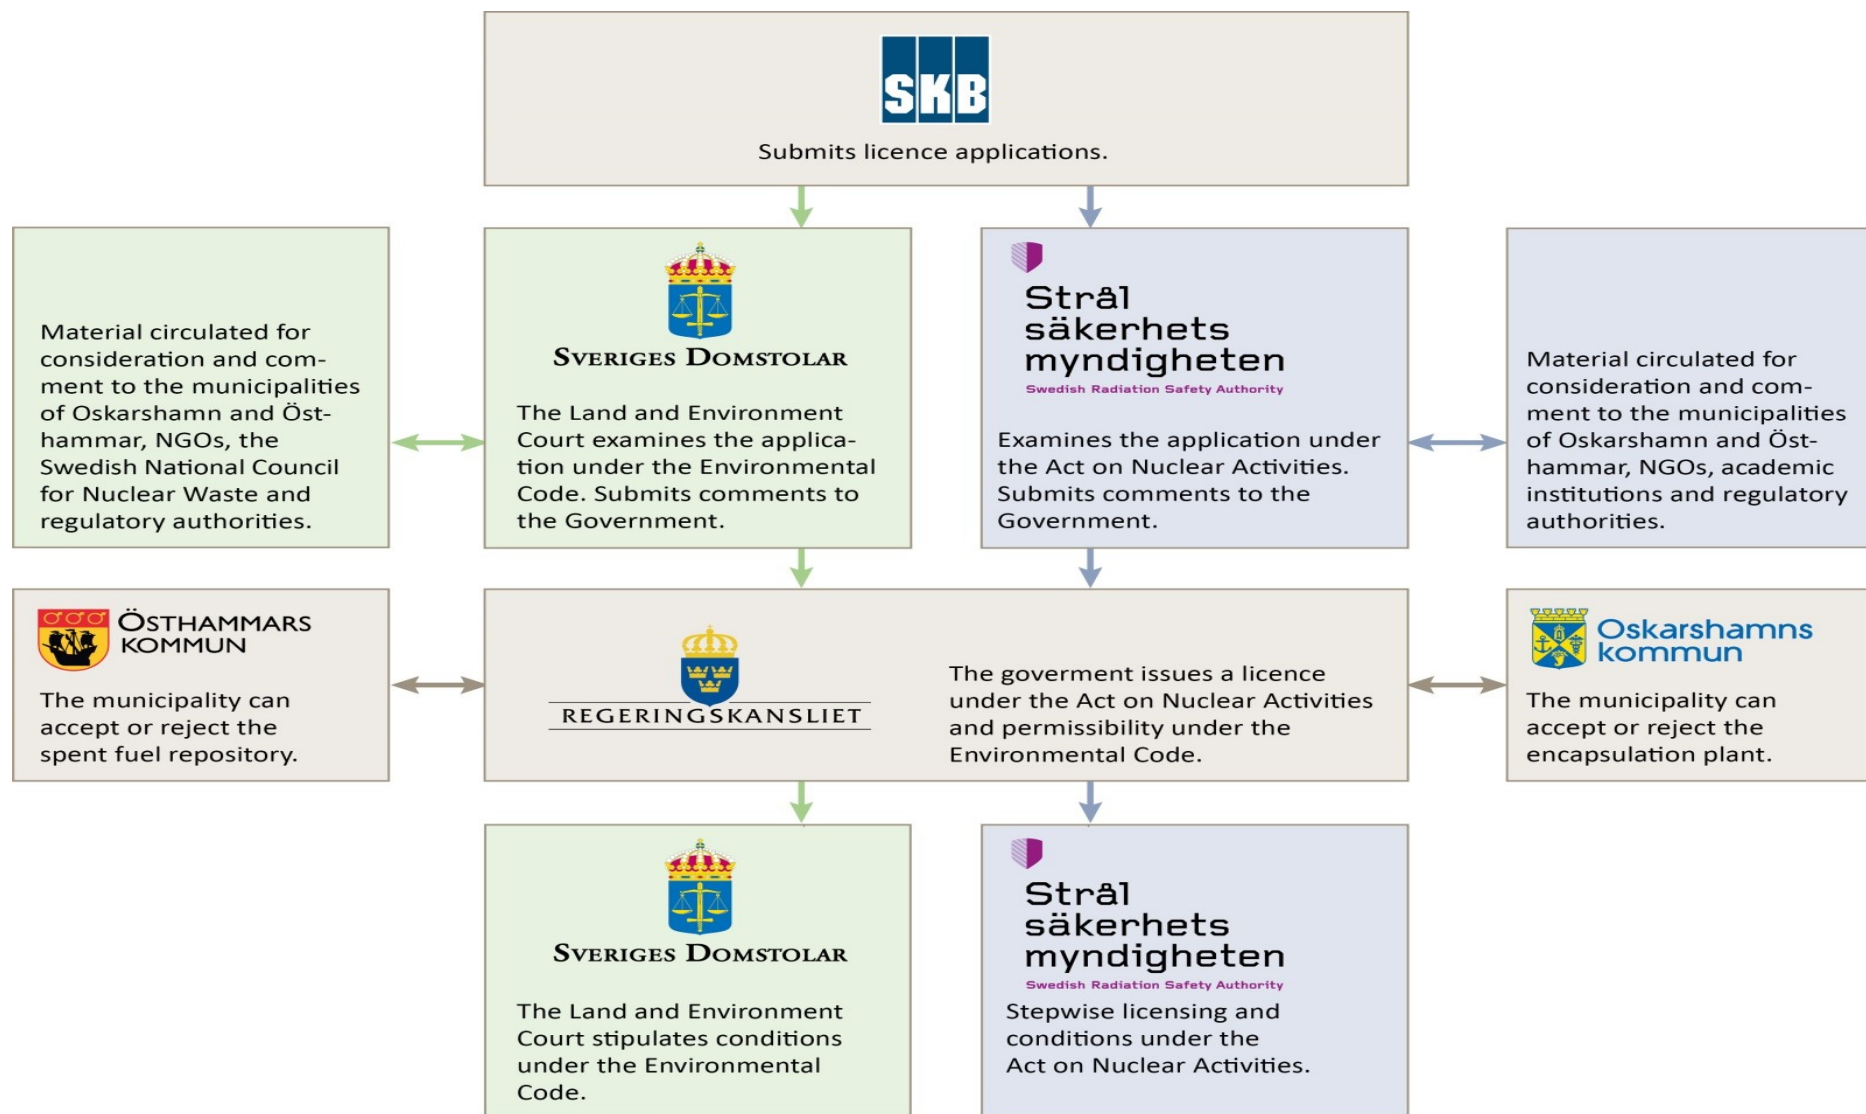 SKB
Submits licence applications.
Material circulated for
consideration and com-
ment to the municipalities
of Oskarshamn and Öst-
hammar, NGOs, the
Swedish National Council
for Nuclear Waste and
regulatory authorities.
SVERIGES DOMSTOLAR
The Land and Environment
Court examines the applica-
tion under the Environmental
Code. Submits comments to
the Government.
Strål
säkerhets
myndigheten
Swedish Radiation Safety Authority
Examines the application under
the Act on Nuclear Activities.
Submits comments to the
Government.
Material circulated for
consideration and com-
ment to the municipalities
of Oskarshamn and Öst-
hammar, NGOs, academic
institutions and regulatory
authorities.
ÖSTHAMMARS
KOMMUN
The municipality can
accept or reject the
spent fuel repository.
REGERINGSKANSLIET
The goverment issues a licence
under the Act on Nuclear Activities
and permissibility under the
Environmental Code.
Oskarshamns
kommun
The municipality can
accept or reject the
encapsulation plant.
SVERIGES DOMSTOLAR
The Land and Environment
Court stipulates conditions
under the Environmental
Code.
Strål
säkerhets
myndigheten
Swedish Radiation Safety Authority
Stepwise licensing and
conditions under the
Act on Nuclear Activities.